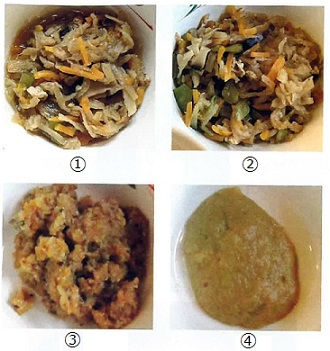 ①
②
③
④